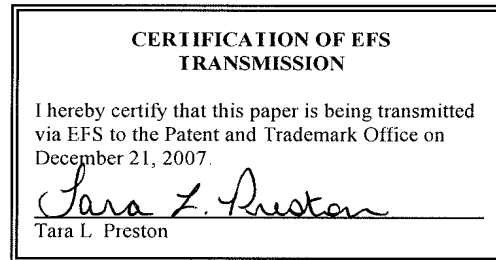 CERTIFICATION OF EFS
TRANSMISSION
I hereby certify that this paper is being transmitted
via EFS to the Patent and Trademark Office on
December 21, 2007.
Tara L. Preston
Tara L Preston